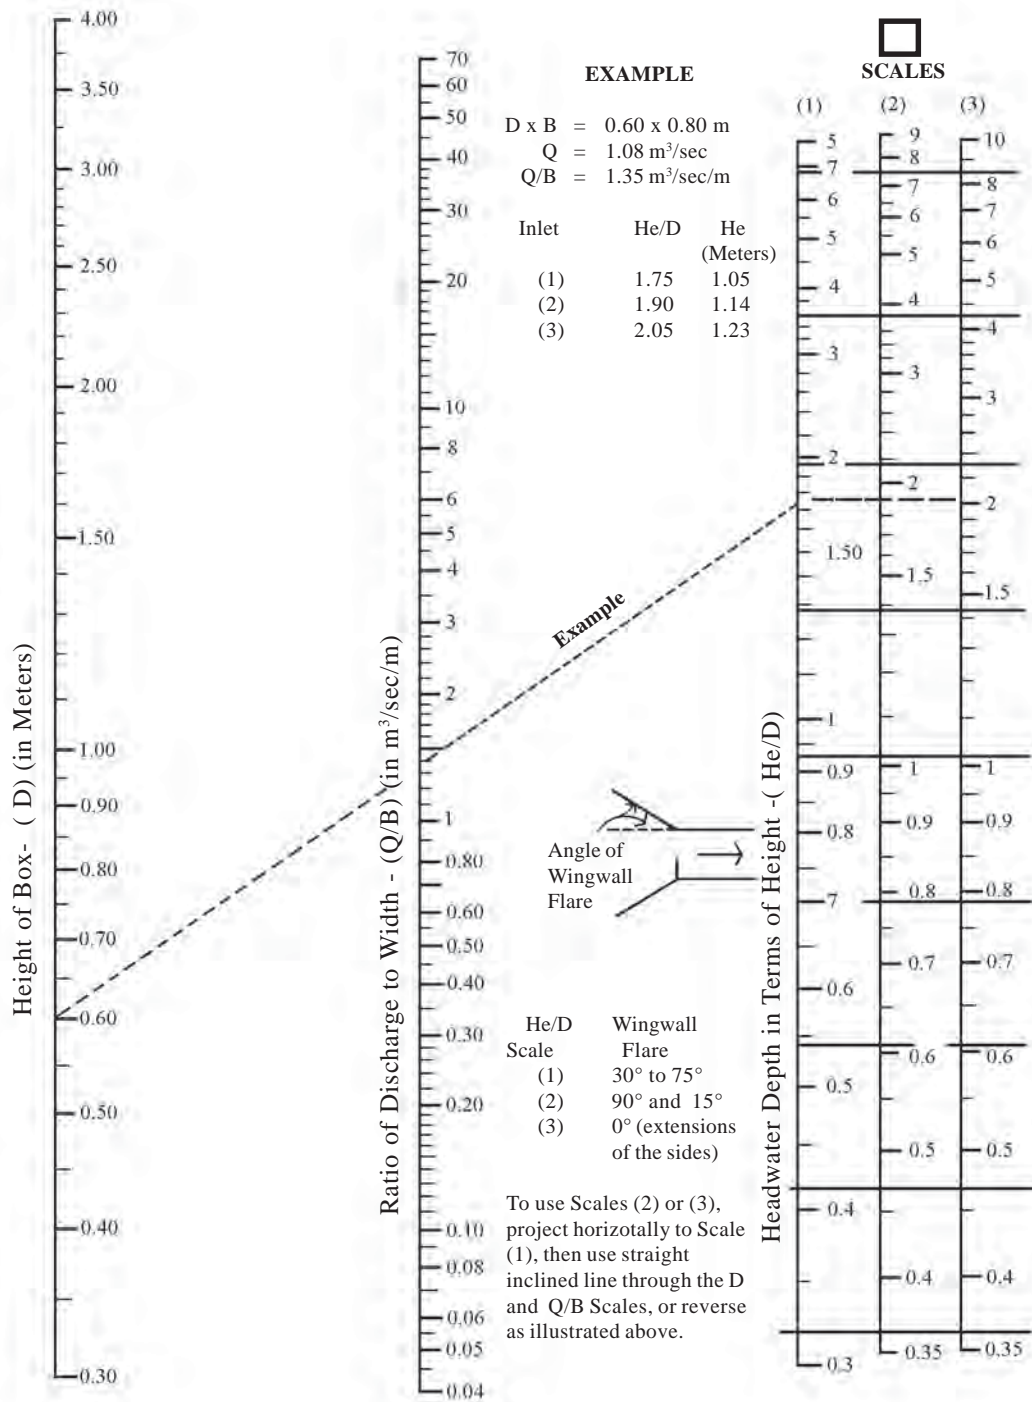 4.00
3.50
3.00
2.50
2.00
1.50
1.00
0.90
0.80
0.70
0.60
0.50
0.40
0.30
Height of Box- ( D) (in Meters)
70
60
50
40
30
20
10
8
6
5
4
3
2
1
0.80
0.60
0.50
0.40
0.30
0.20
0.10
0.08
0.06
0.05
0.04
Ratio of Discharge to Width - (Q/B) (in m³/sec/m)
EXAMPLE
D x B = 0.60 x 0.80 m
Q = 1.08 m³/sec
Q/B = 1.35 m³/sec/m
Inlet He/D He
(Meters)
(1) 1.75 1.05
(2) 1.90 1.14
(3) 2.05 1.23
Example
Angle of
Wingwall
Flare
He/D Wingwall
Scale Flare
(1) 30° to 75°
(2) 90° and 15°
(3) 0° (extensions
of the sides)
To use Scales (2) or (3),
project horizotally to Scale
(1), then use straight
inclined line through the D
and Q/B Scales, or reverse
as illustrated above.
Headwater Depth in Terms of Height -( He/D)
SCALES
(1) (2) (3)
5
7
6
5
4
3
2
1.50
1
0.9
0.8
7
0.6
0.5
0.4
0.3
9
8
7
6
5
4
3
2
1.5
1
0.9
0.8
0.7
0.6
0.5
0.4
0.35
10
8
7
6
5
4
3
2
1.5
1
0.9
0.8
0.7
0.6
0.5
0.4
0.35